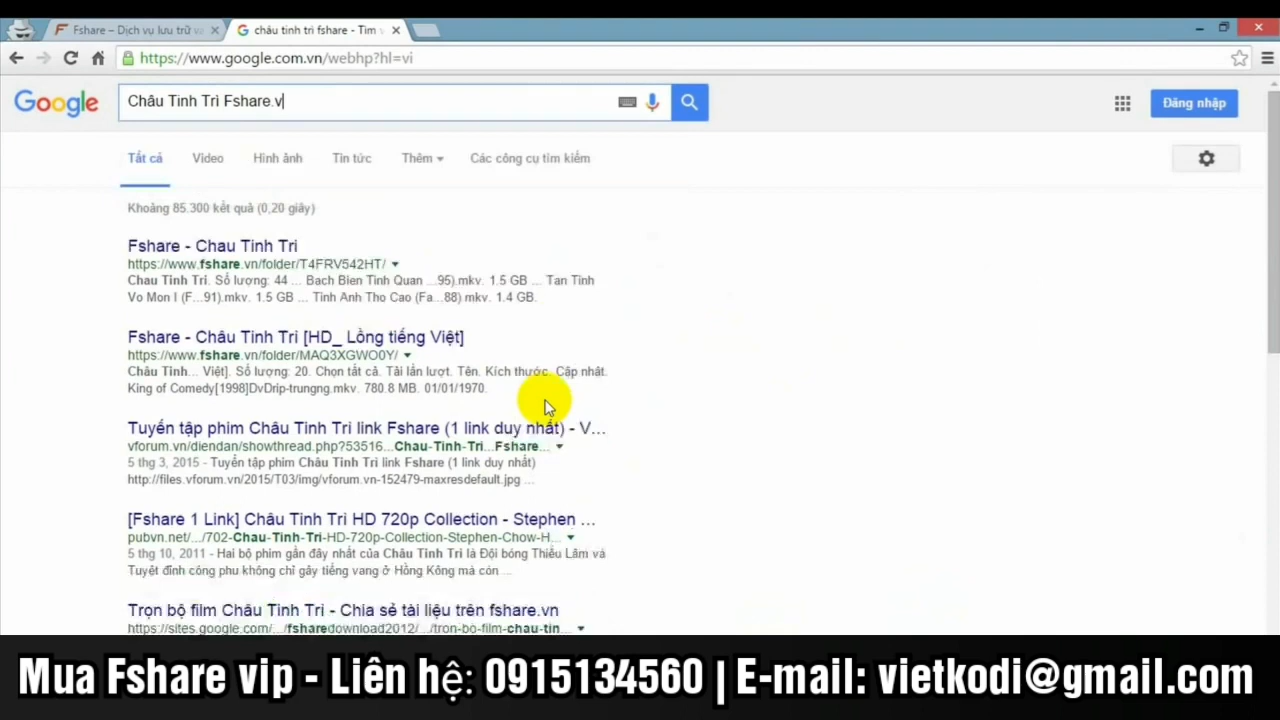 Fshare – Dịch vụ lưu trữ và
châu tinh trì fshare - Tìm v
https://www.google.com.vn/webhp?hl=vi
Google
Châu Tinh Trì Fshare.v
Đăng nhập
Tất cả Video Hình ảnh Tin tức Thêm Các công cụ tìm kiếm
Khoảng 85.300 kết quả (0,20 giây)
Fshare - Chau Tinh Tri
https://www.fshare.vn/folder/T4FRV542HT/
Chau Tinh Tri. Số lượng: 44 ... Bach Bien Tinh Quan ...95).mkv. 1.5 GB ... Tan Tinh
Vo Mon I (F...91).mkv. 1.5 GB ... Tinh Anh Tho Cao (Fa...88).mkv. 1.4 GB.
Fshare - Châu Tinh Trì [HD_ Lồng tiếng Việt]
https://www.fshare.vn/folder/MAQ3XGWO0Y/
Châu Tinh... Việt]. Số lượng: 20. Chọn tất cả. Tải lần lượt. Tên. Kích thước. Cập nhật.
King of Comedy[1998]DvDrip-trungng.mkv. 780.8 MB. 01/01/1970.
Tuyển tập phim Châu Tinh Trì link Fshare (1 link duy nhất) - V...
vforum.vn/diendan/showthread.php?53516...Chau-Tinh-Tri...Fshare...
5 thg 3, 2015 - Tuyển tập phim Châu Tinh Trì link Fshare (1 link duy nhất)
http://files.vforum.vn/2015/T03/img/vforum.vn-152479-maxresdefault.jpg ...
[Fshare 1 Link] Châu Tinh Trì HD 720p Collection - Stephen ...
pubvn.net/.../702-Chau-Tinh-Tri-HD-720p-Collection-Stephen-Chow-H...
5 thg 10, 2011 - Hai bộ phim gần đây nhất của Châu Tinh Trì là Đội bóng Thiếu Lâm và
Tuyệt đỉnh công phu không chỉ gây tiếng vang ở Hồng Kông mà còn ...
Trọn bộ film Châu Tinh Trì - Chia sẻ tài liệu trên fshare.vn
https://sites.google.com/.../fsharedownload2012/.../tron-bo-film-chau-tin...
Mua Fshare vip - Liên hệ: 0915134560 | E-mail: vietkodi@gmail.com